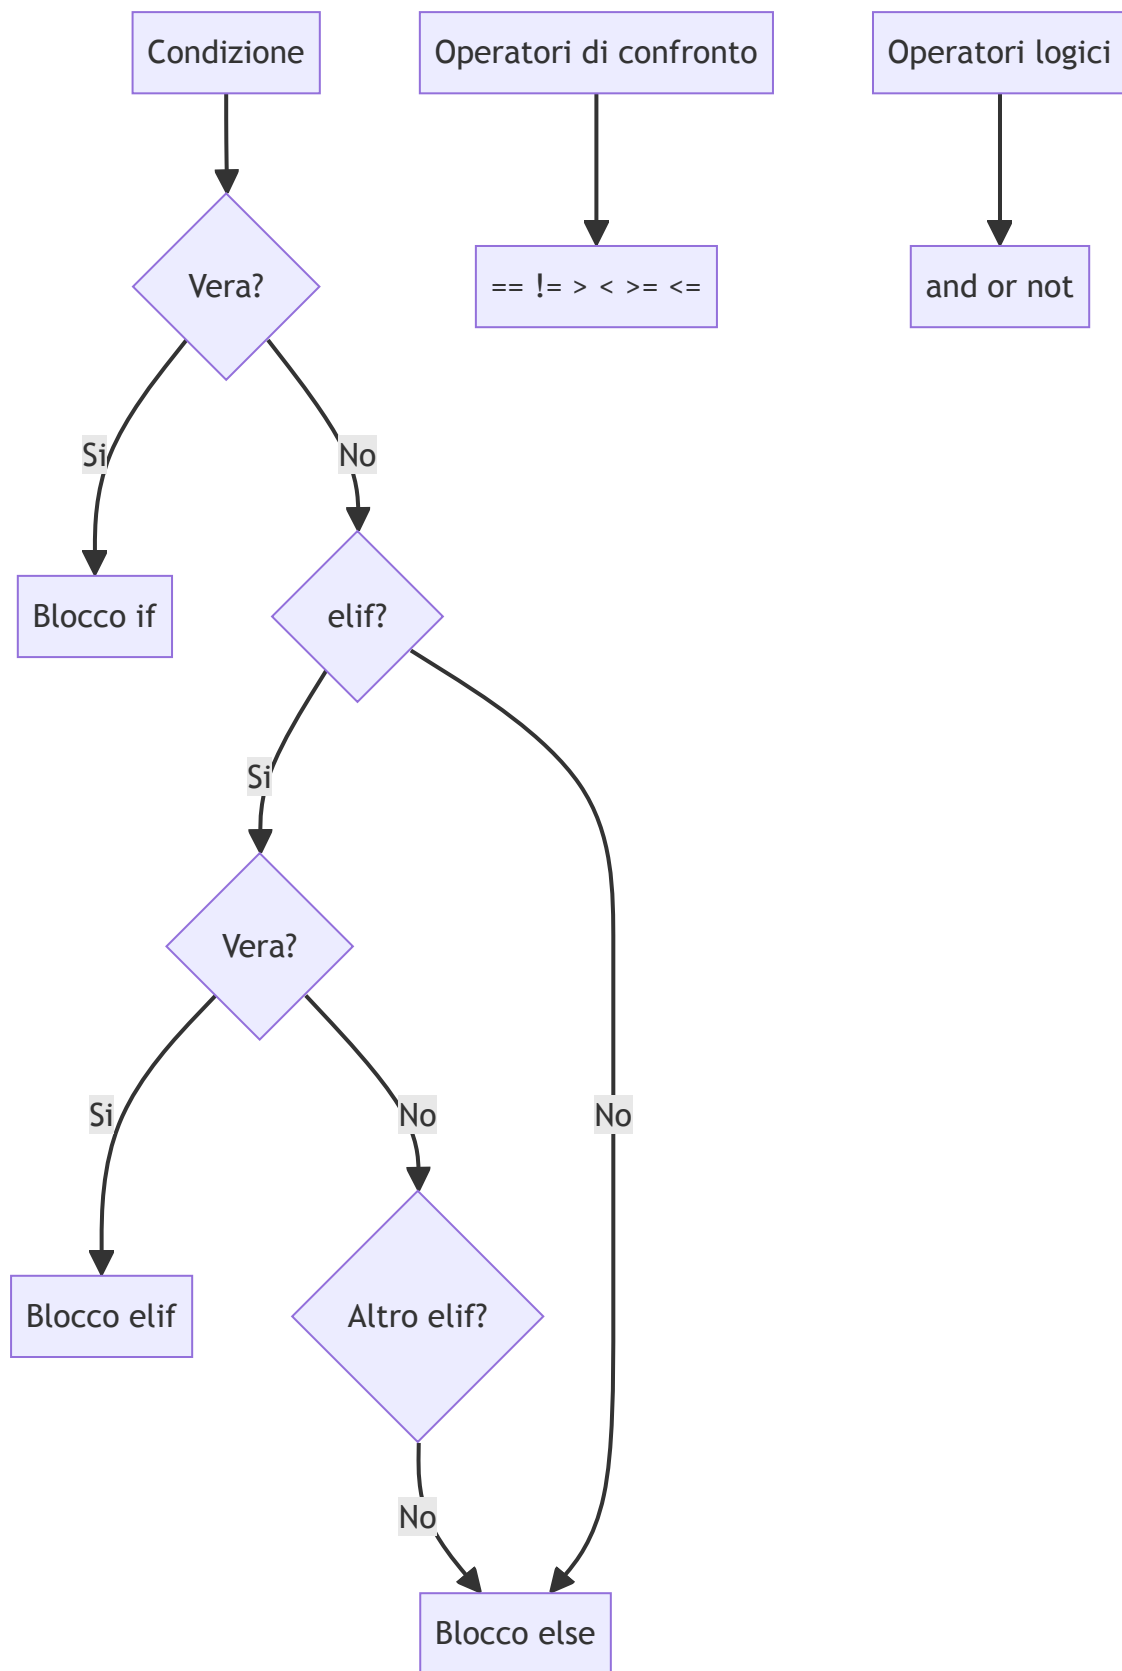 Condizione
Operatori di confronto
Operatori logici
Vera?
== != > < >= <=
and or not
Si
No
Blocco if
elif?
Si
Vera?
Si
No
No
Blocco elif
Altro elif?
No
Blocco else